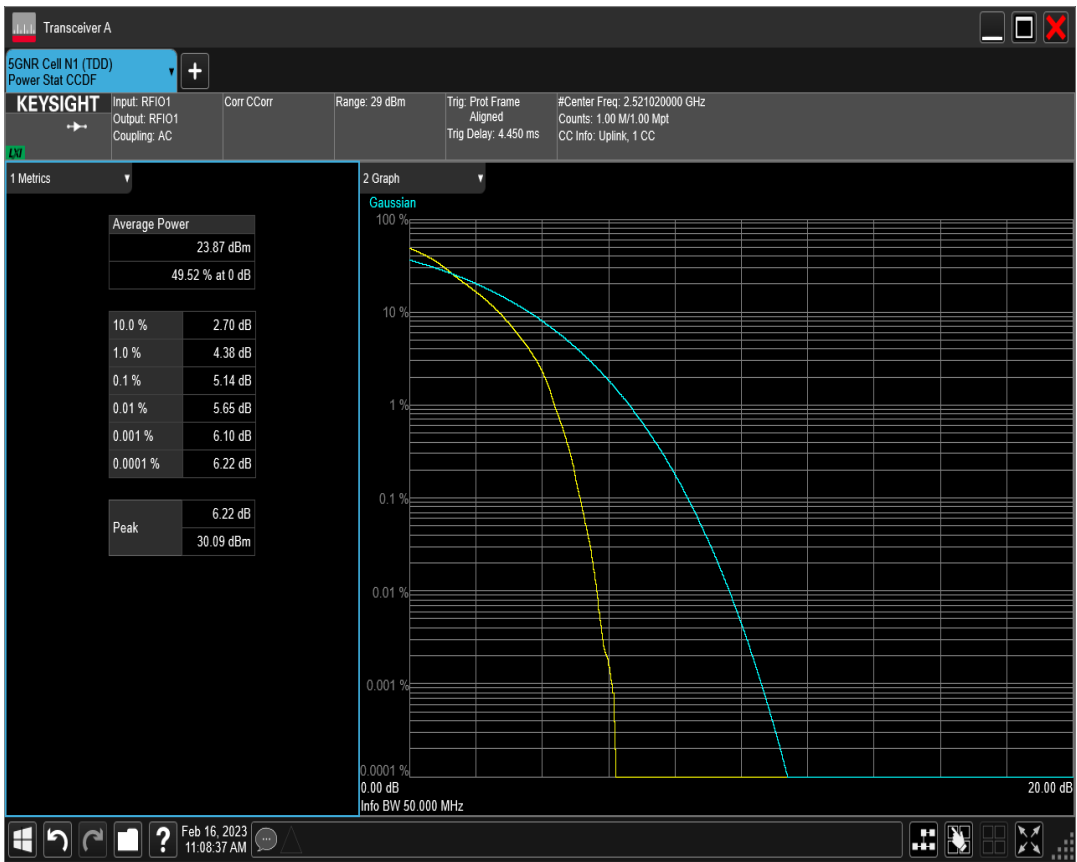 Transceiver A
5GNR Cell N1 (TDD)
Power Stat CCDF
+
KEYSIGHT
LXI
Input: RFIO1
Output: RFIO1
Coupling: AC
Corr CCorr
Range: 29 dBm
Trig: Prot Frame
Aligned
Trig Delay: 4.450 ms
#Center Freq: 2.521020000 GHz
Counts: 1.00 M/1.00 Mpt
CC Info: Uplink, 1 CC
1 Metrics
Average Power
23.87 dBm
49.52 % at 0 dB
10.0 % 2.70 dB
1.0 % 4.38 dB
0.1 % 5.14 dB
0.01 % 5.65 dB
0.001 % 6.10 dB
0.0001 % 6.22 dB
Peak
6.22 dB
30.09 dBm
2 Graph
Gaussian
100 %
10 %
1 %
0.1 %
0.01 %
0.001 %
0.0001 %
0.00 dB 20.00 dB
Info BW 50.000 MHz
?
Feb 16, 2023
11:08:37 AM